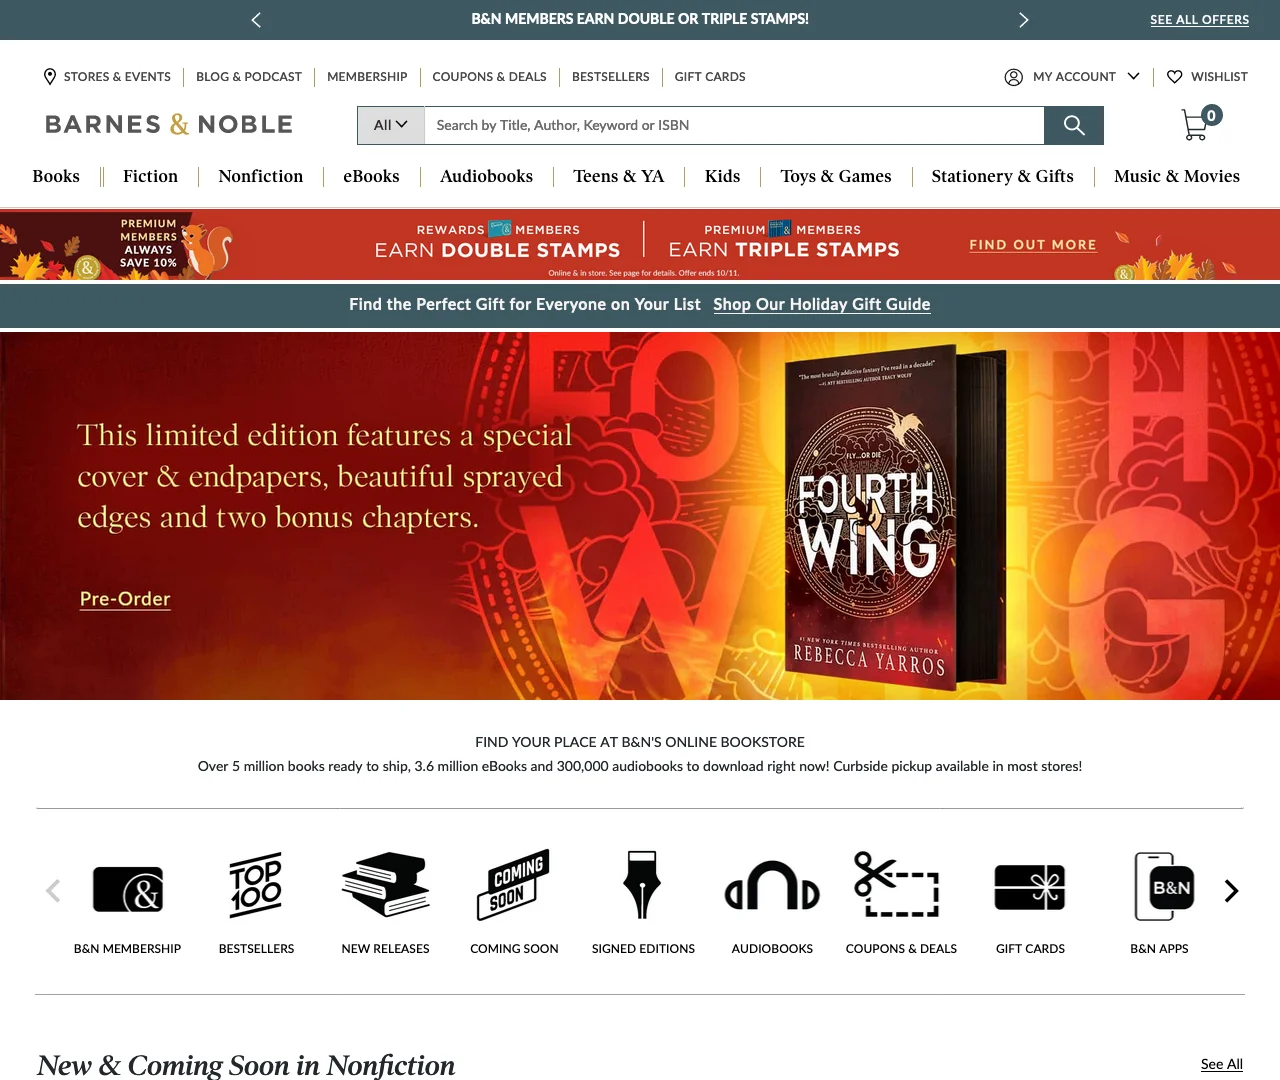 B&N MEMBERS EARN DOUBLE OR TRIPLE STAMPS!
SEE ALL OFFERS
STORES & EVENTS
BLOG & PODCAST
MEMBERSHIP
COUPONS & DEALS
BESTSELLERS
GIFT CARDS
MY ACCOUNT
WISHLIST
BARNES & NOBLE
All
Search by Title, Author, Keyword or ISBN
0
Books
Fiction
Nonfiction
eBooks
Audiobooks
Teens & YA
Kids
Toys & Games
Stationery & Gifts
Music & Movies
PREMIUM
MEMBERS
ALWAYS
SAVE 10%
&
REWARDS & MEMBERS
EARN DOUBLE STAMPS
PREMIUM & MEMBERS
EARN TRIPLE STAMPS
Online & in store. See page for details. Offer ends 10/11.
FIND OUT MORE
&
Find the Perfect Gift for Everyone on Your List Shop Our Holiday Gift Guide
FOURTH
WING
This limited edition features a special
cover & endpapers, beautiful sprayed
edges and two bonus chapters.
Pre-Order
"The most brutally addictive fantasy I've read in a decade!"
—#1 NYT BESTSELLING AUTHOR TRACY WOLFF
FLY...OR DIE
FOURTH
WING
#1 NEW YORK TIMES BESTSELLING AUTHOR
REBECCA YARROS
FIND YOUR PLACE AT B&N'S ONLINE BOOKSTORE
Over 5 million books ready to ship, 3.6 million eBooks and 300,000 audiobooks to download right now! Curbside pickup available in most stores!
&
TOP
100
COMING
SOON
B&N
B&N MEMBERSHIP
BESTSELLERS
NEW RELEASES
COMING SOON
SIGNED EDITIONS
AUDIOBOOKS
COUPONS & DEALS
GIFT CARDS
B&N APPS
New & Coming Soon in Nonfiction
See All